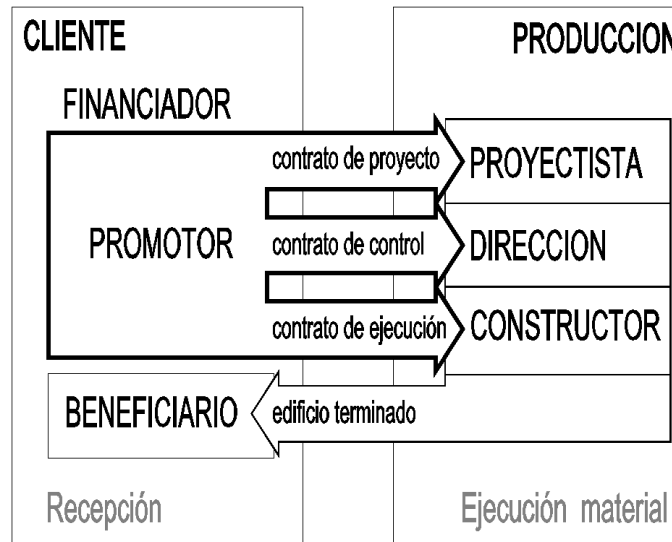 CLIENTE
PRODUCCION
FINANCIADOR
contrato de proyecto
PROYECTISTA
PROMOTOR
contrato de control
DIRECCION
contrato de ejecución
CONSTRUCTOR
BENEFICIARIO
edificio terminado
Recepción
Ejecución material